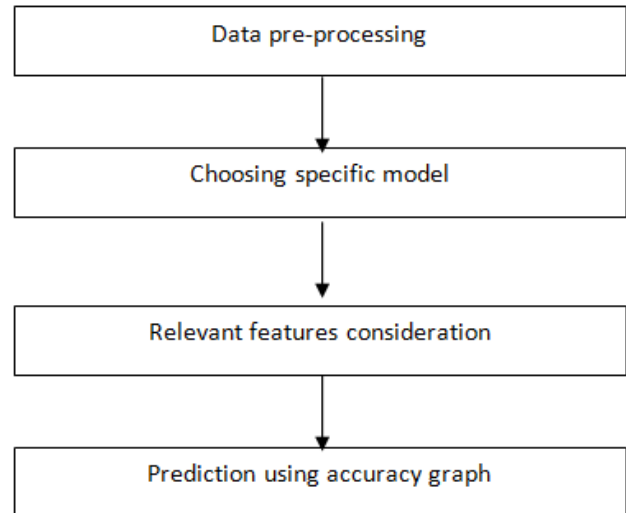 Data pre-processing
Choosing specific model
Relevant features consideration
Prediction using accuracy graph